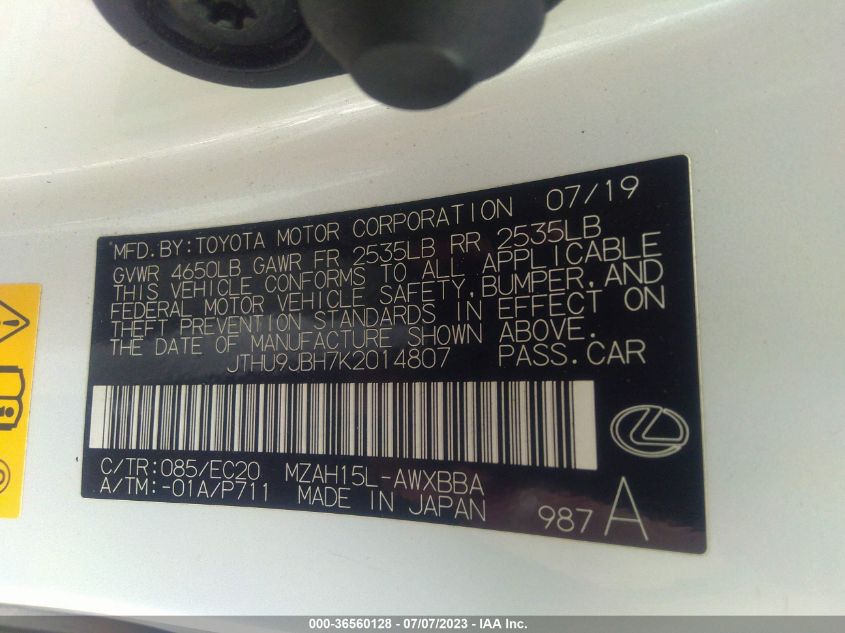 MFD.BY:TOYOTA MOTOR CORPORATION 07/19
GVWR 4650LB GAWR FR 2535LB RR 2535LB
THIS VEHICLE CONFORMS TO ALL APPLICABLE
FEDERAL MOTOR VEHICLE SAFETY,BUMPER,AND
THEFT PREVENTION STANDARDS IN EFFECT ON
THE DATE OF MANUFACTURE SHOWN ABOVE.
JTHU9JBH7K2014807 PASS.CAR
C/TR:085/EC20 MZAH15L-AWXBBA
A/TM:-01A/P711 MADE IN JAPAN 987 A
000-36560128 - 07/07/2023 - IAA Inc.